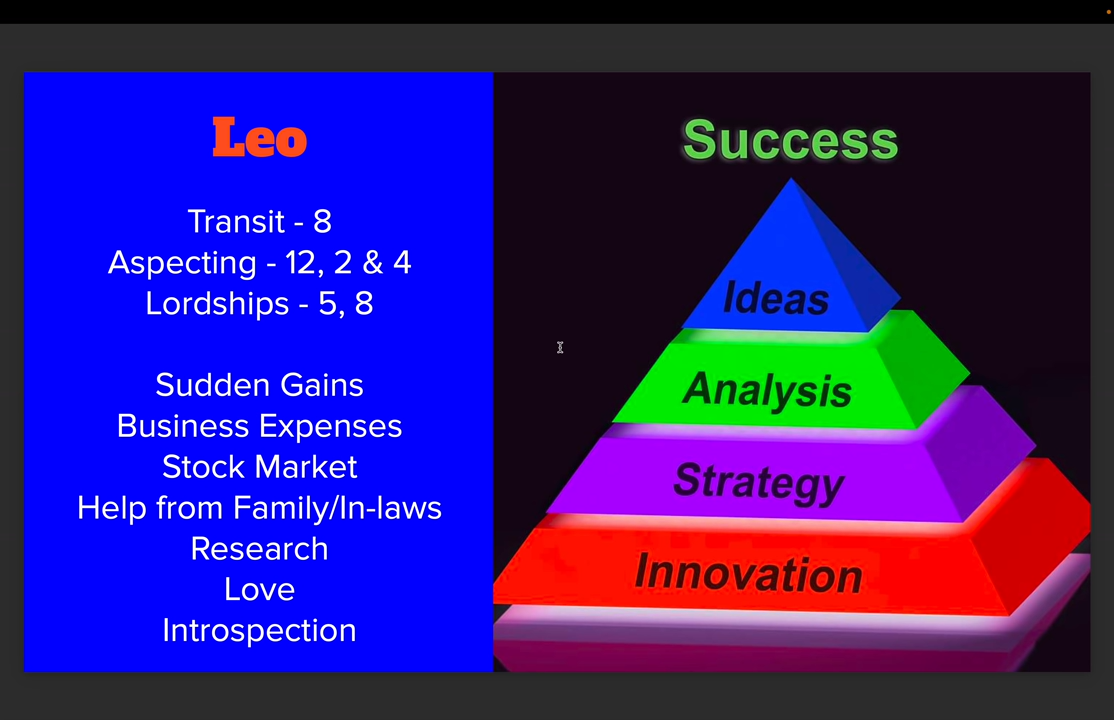 Leo
Transit - 8
Aspecting - 12, 2 & 4
Lordships - 5, 8
Sudden Gains
Business Expenses
Stock Market
Help from Family/In-laws
Research
Love
Introspection
Success
Ideas
Analysis
Strategy
Innovation